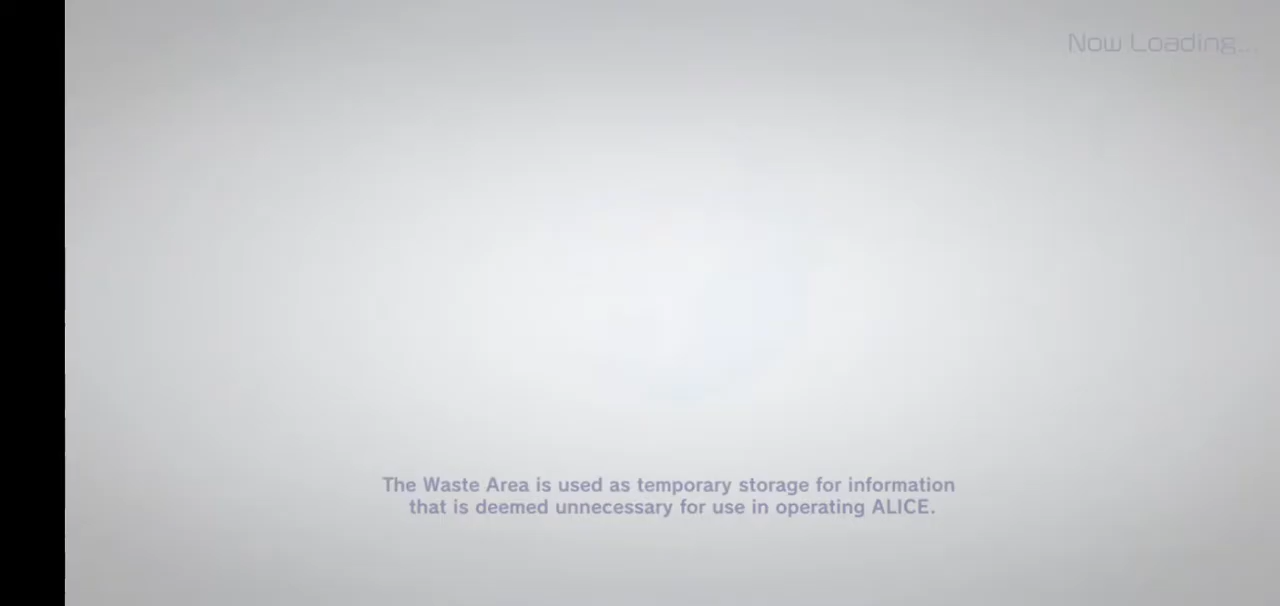 Now Loading...
The Waste Area is used as temporary storage for information
that is deemed unnecessary for use in operating ALICE.